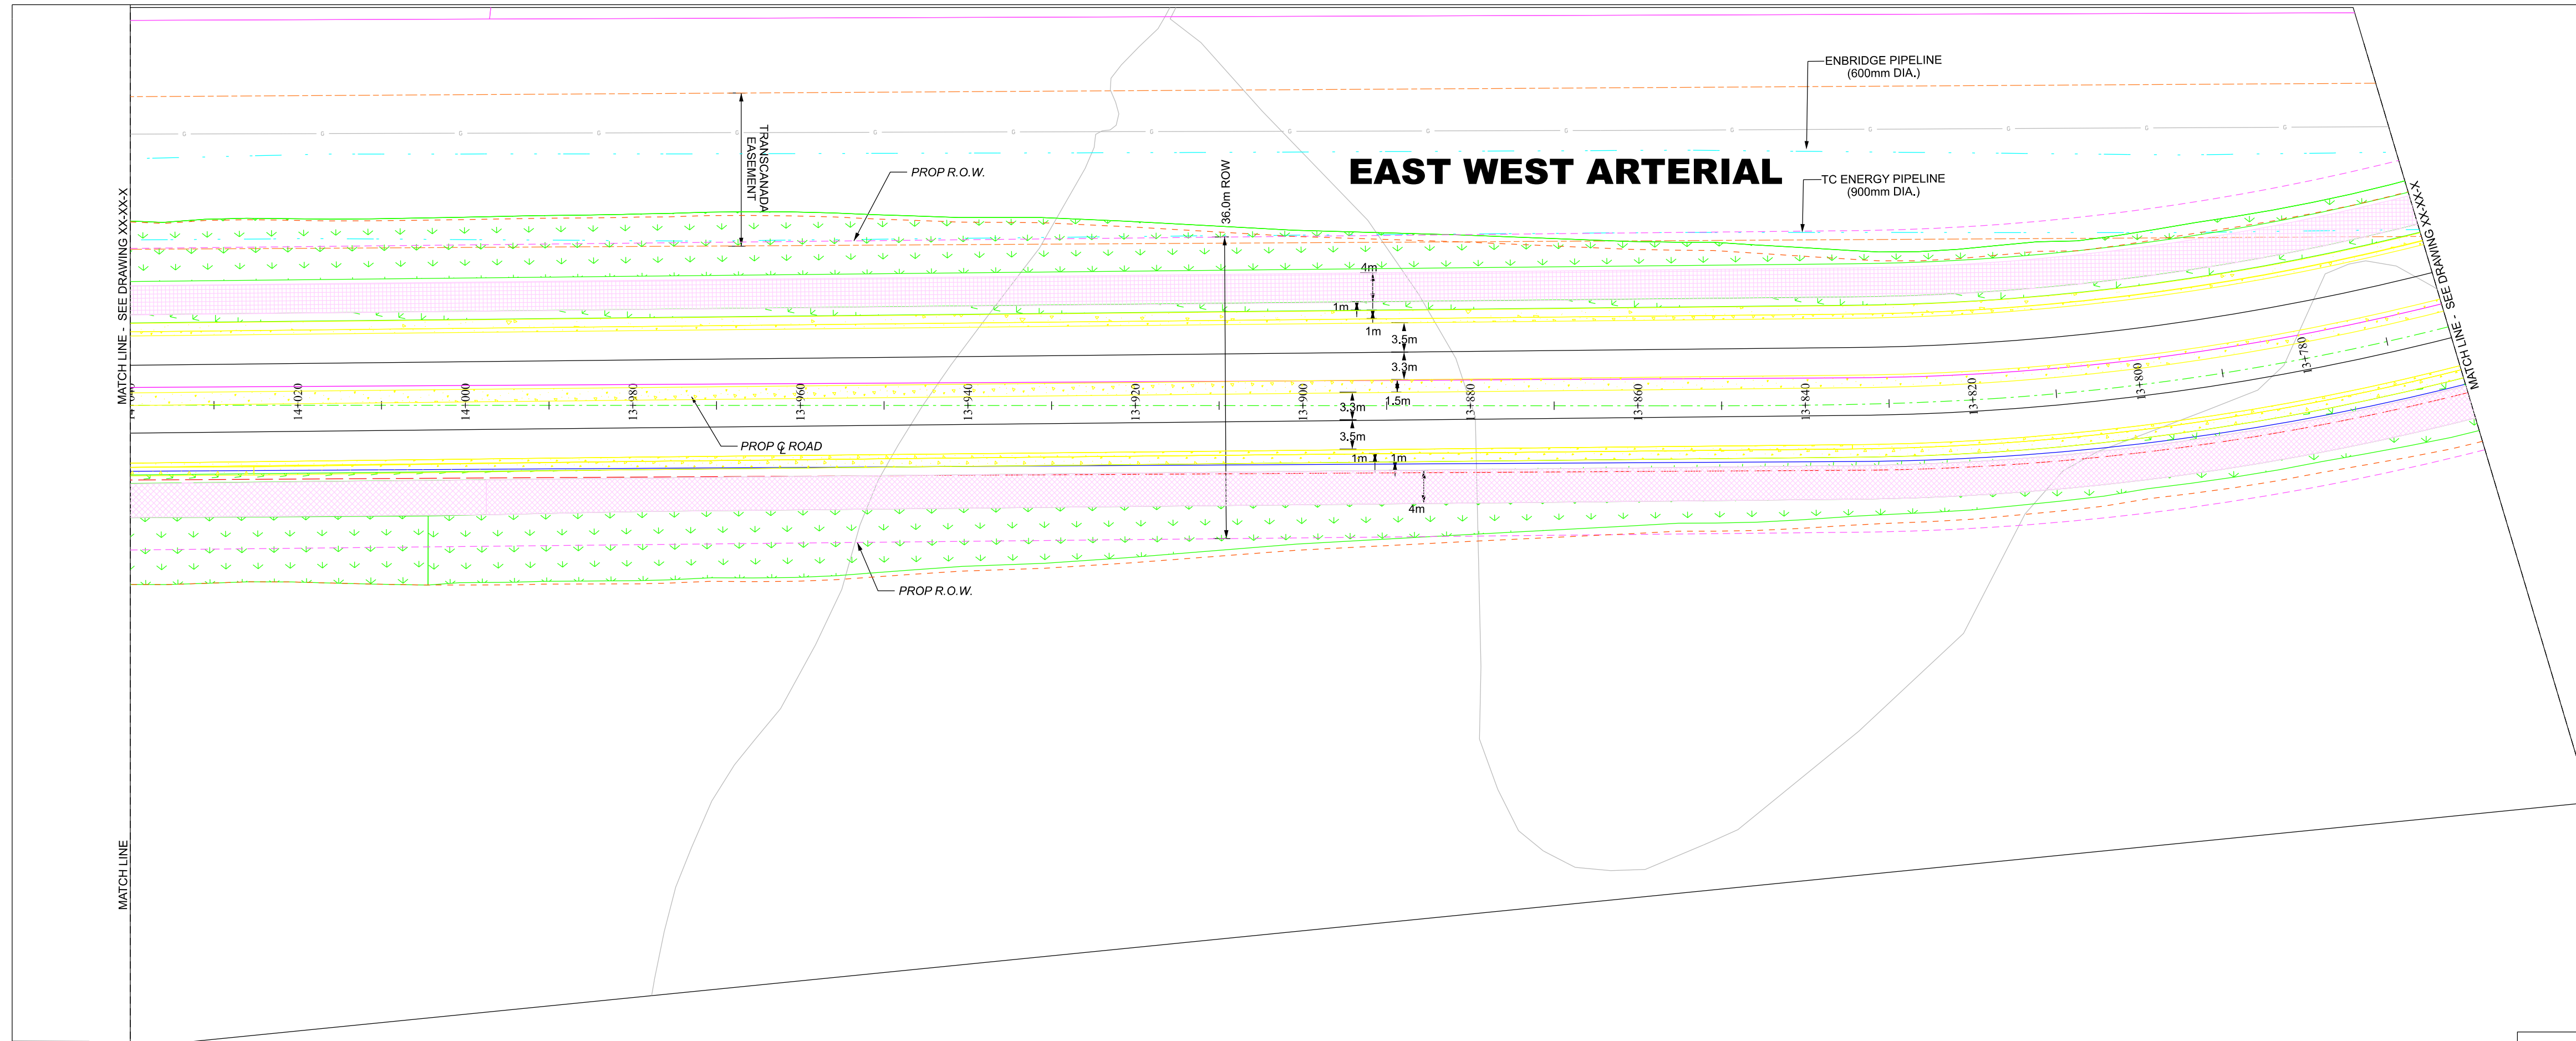 ENBRIDGE PIPELINE
(600mm DIA.)
TRANSCANADA
EASEMENT
PROP R.O.W.
36.0m ROW
EAST WEST ARTERIAL
TC ENERGY PIPELINE
(900mm DIA.)
MATCH LINE - SEE DRAWING XX-XX-X
MATCH LINE - SEE DRAWING XX-XX-X
G G G G G G G G G G G G G G G G
4m
1m
1m
3.5m
3.3m
1.5m
3.3m
3.5m
1m
1m
4m
14+020
14+000
13+980
13+960
13+940
13+920
13+900
13+880
13+860
13+840
13+820
13+800
13+780
PROP ℄ ROAD
PROP R.O.W.
MATCH LINE